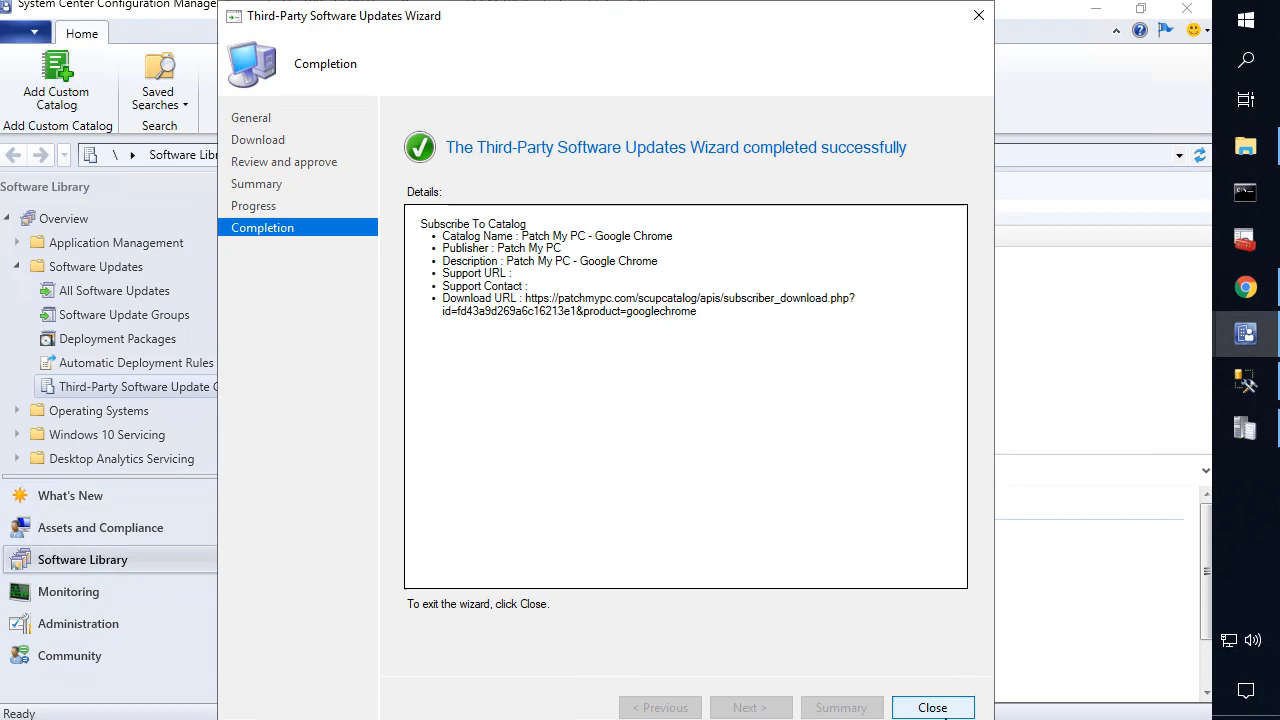 System Center Configuration Mana
Home
Add Custom
Catalog
Saved
Searches
Add Custom Catalog
Search
\
Software Libr
Software Library
Overview
Application Management
Software Updates
All Software Updates
Software Update Groups
Deployment Packages
Automatic Deployment Rules
Third-Party Software Update C
Operating Systems
Windows 10 Servicing
Desktop Analytics Servicing
What's New
Assets and Compliance
Software Library
Monitoring
Administration
Community
Ready
Third-Party Software Updates Wizard
Completion
General
Download
Review and approve
Summary
Progress
Completion
The Third-Party Software Updates Wizard completed successfully
Details:
Subscribe To Catalog
• Catalog Name : Patch My PC - Google Chrome
• Publisher : Patch My PC
• Description : Patch My PC - Google Chrome
• Support URL :
• Support Contact :
• Download URL : https://patchmypc.com/scupcatalog/apis/subscriber_download.php?
id=fd43a9d269a6c16213e1&product=googlechrome
To exit the wizard, click Close.
< Previous
Next >
Summary
Close